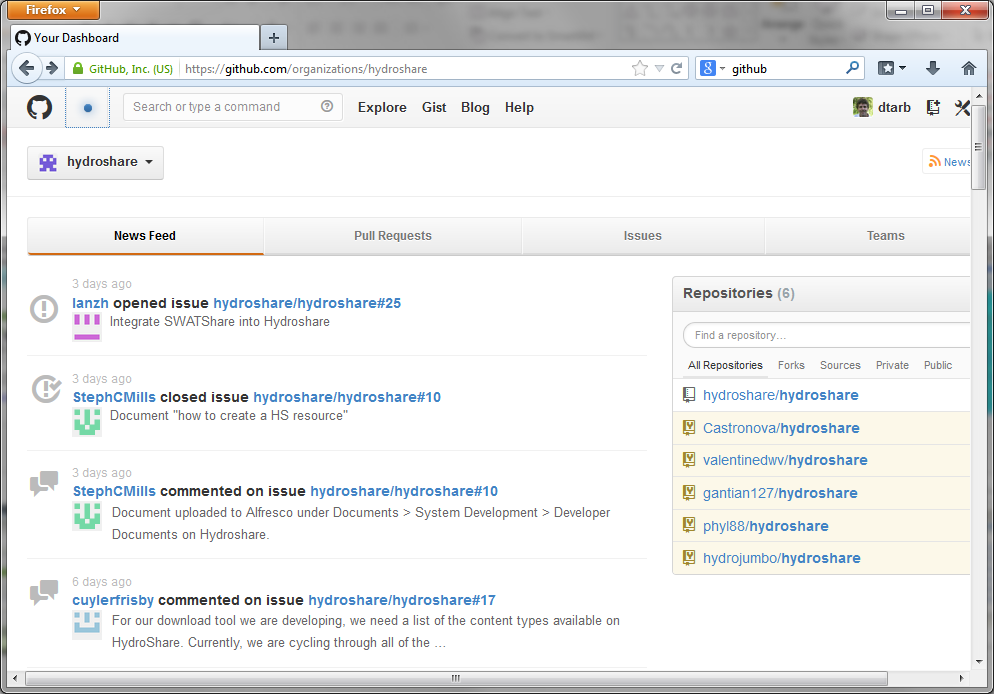 Firefox
Your Dashboard
GitHub, Inc. (US) https://github.com/organizations/hydroshare
github
Search or type a command
Explore Gist Blog Help
dtarb
hydroshare
News
News Feed Pull Requests Issues Teams
3 days ago
lanzh opened issue hydroshare/hydroshare#25
Integrate SWATShare into Hydroshare
3 days ago
StephCMills closed issue hydroshare/hydroshare#10
Document "how to create a HS resource"
3 days ago
StephCMills commented on issue hydroshare/hydroshare#10
Document uploaded to Alfresco under Documents > System Development > Developer
Documents on Hydroshare.
6 days ago
cuylerfrisby commented on issue hydroshare/hydroshare#17
For our download tool we are developing, we need a list of the content types available on
HydroShare. Currently, we are cycling through all of the …
Repositories (6)
Find a repository…
All Repositories Forks Sources Private Public
hydroshare/hydroshare
Castronova/hydroshare
valentinedwv/hydroshare
gantian127/hydroshare
phyl88/hydroshare
hydrojumbo/hydroshare